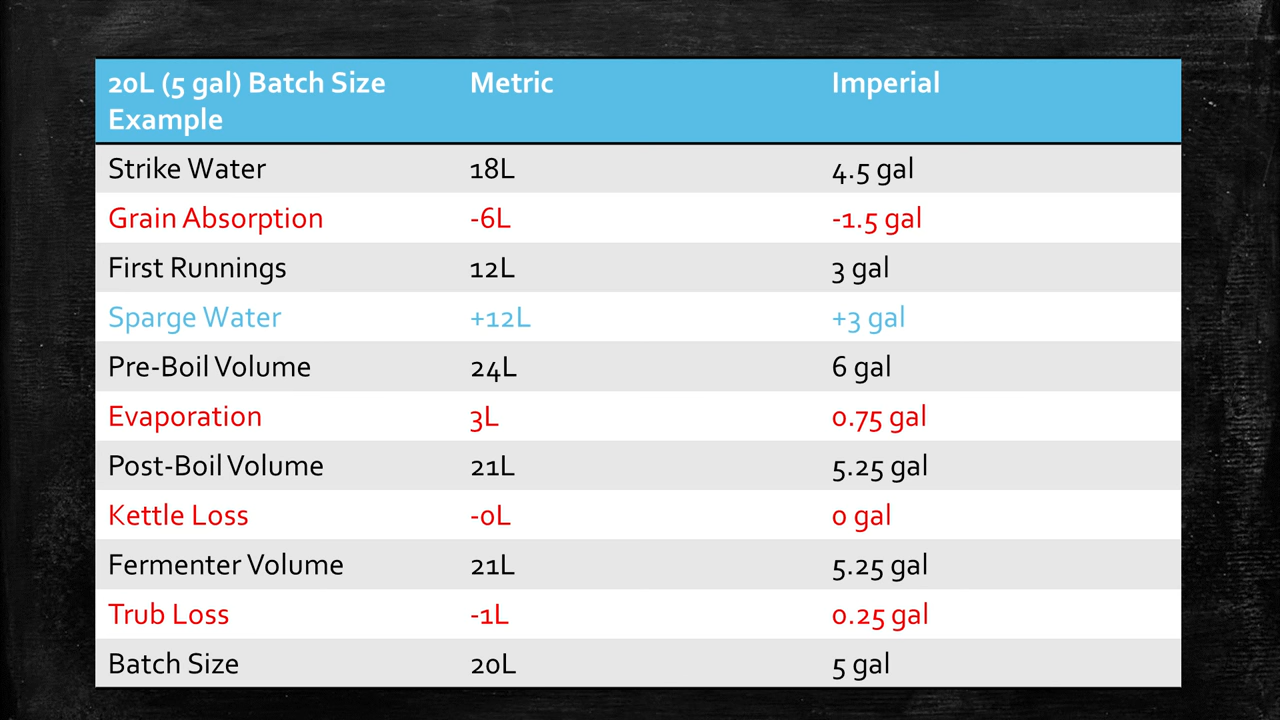 20L (5 gal) Batch Size Metric Imperial
Example
Strike Water 18L 4.5 gal
Grain Absorption -6L -1.5 gal
First Runnings 12L 3 gal
Sparge Water +12L +3 gal
Pre-Boil Volume 24L 6 gal
Evaporation 3L 0.75 gal
Post-Boil Volume 21L 5.25 gal
Kettle Loss -0L 0 gal
Fermenter Volume 21L 5.25 gal
Trub Loss -1L 0.25 gal
Batch Size 20L 5 gal